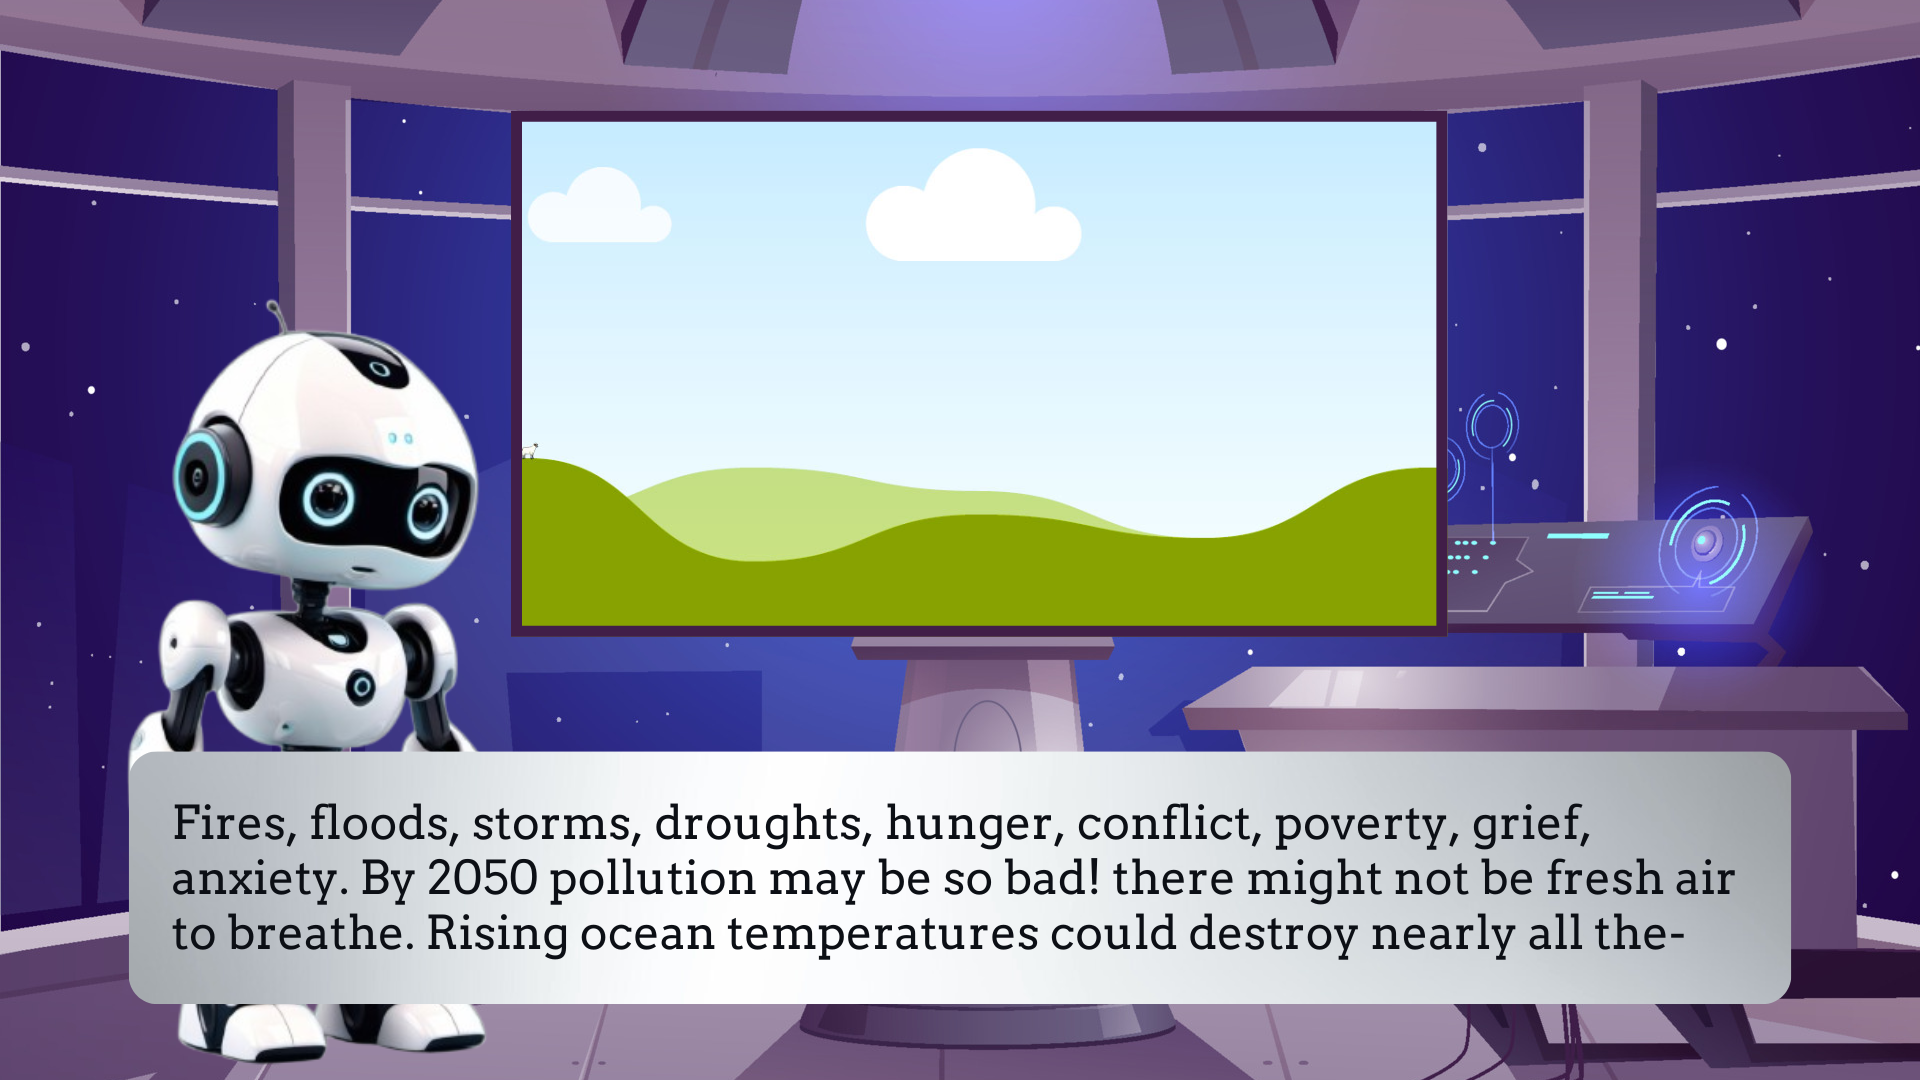 Fires, floods, storms, droughts, hunger, conflict, poverty, grief,
anxiety. By 2050 pollution may be so bad! there might not be fresh air
to breathe. Rising ocean temperatures could destroy nearly all the-